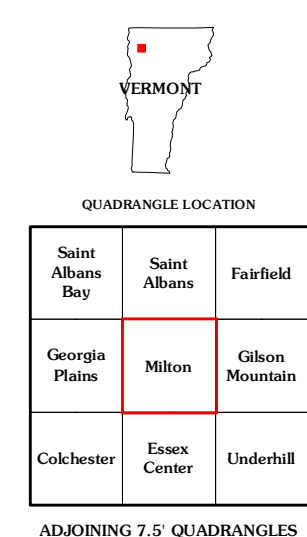 VERMONT
QUADRANGLE LOCATION
Saint
Albans
Bay
Saint
Albans
Fairfield
Georgia
Plains
Milton
Gilson
Mountain
Colchester
Essex
Center
Underhill
ADJOINING 7.5' QUADRANGLES